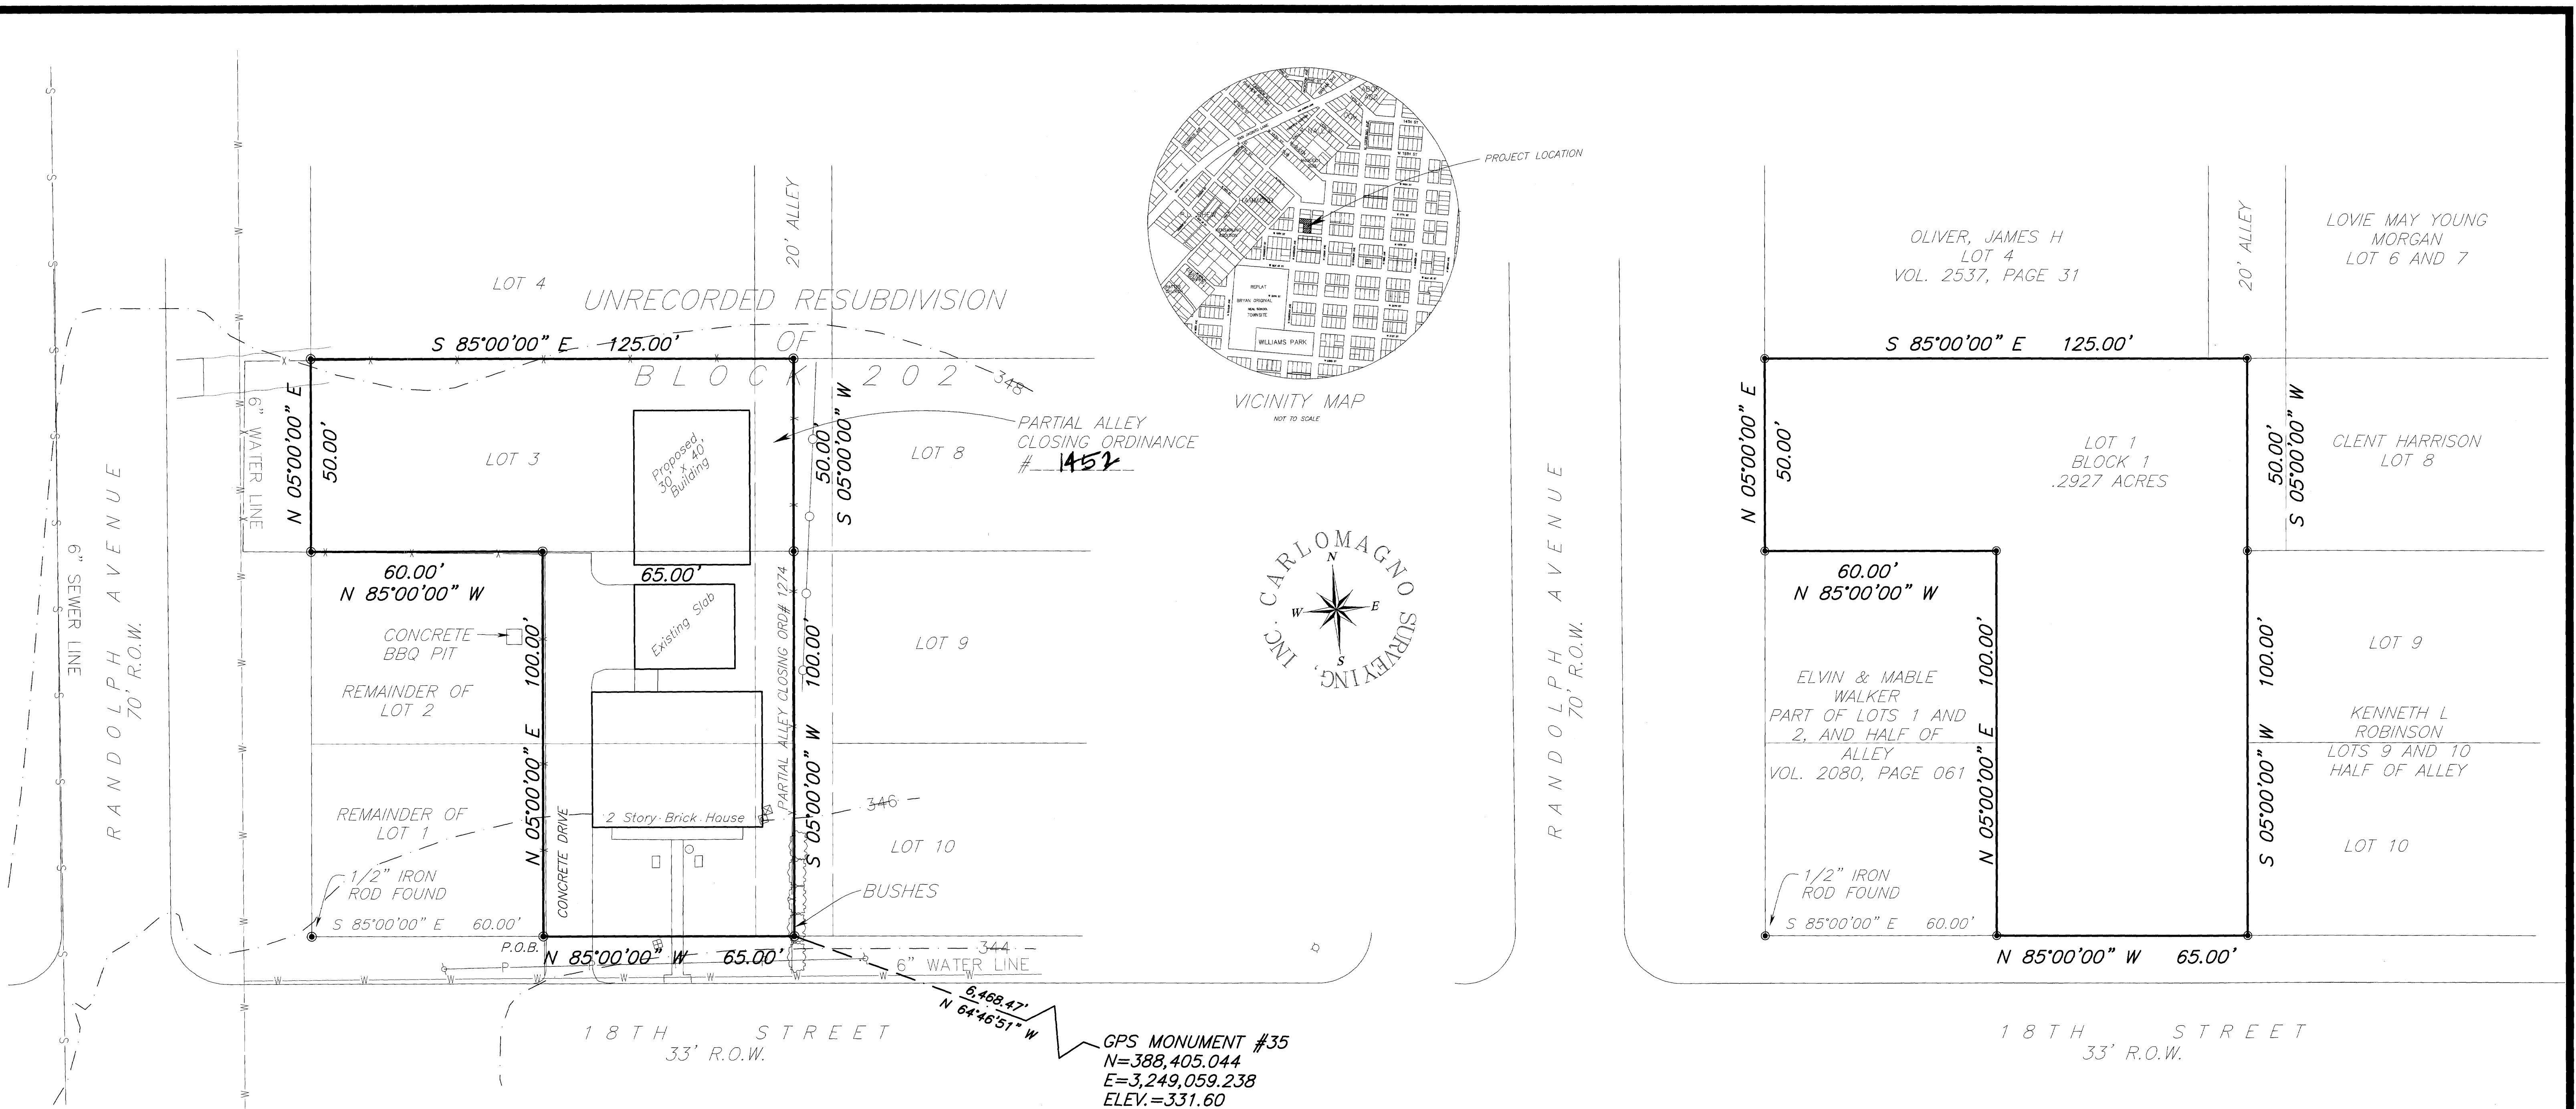 LOT 4
20' ALLEY
UNRECORDED RESUBDIVISION
OF
BLOCK 202
S 85°00'00" E 125.00'
348
N 05°00'00" E
50.00'
6" WATER LINE
LOT 3
Proposed
30' x 40'
Building
50.00'
S 05°00'00" W
LOT 8
PARTIAL ALLEY
CLOSING ORDINANCE
# 1452
RANDOLPH AVENUE
70' R.O.W.
6" SEWER LINE
60.00'
N 85°00'00" W
65.00'
CONCRETE
BBQ PIT
REMAINDER OF
LOT 2
100.00'
N 05°00'00" E
Existing Slab
PARTIAL ALLEY CLOSING ORD# 1274
100.00'
S 05°00'00" W
LOT 9
REMAINDER OF
LOT 1
CONCRETE DRIVE
2 Story Brick House
346
LOT 10
1/2" IRON
ROD FOUND
BUSHES
S 85°00'00" E 60.00'
P.O.B.
N 85°00'00" W 65.00'
344
6" WATER LINE
P
6,468.47'
N 64°46'51" W
18TH STREET
33' R.O.W.
GPS MONUMENT #35
N=388,405.044
E=3,249,059.238
ELEV.=331.60
PROJECT LOCATION
REPLAT
BRYAN ORIGINAL
TOWNSITE
WILLIAMS PARK
VICINITY MAP
NOT TO SCALE
CARLOMAGNO SURVEYING, INC.
N
W
E
S
RANDOLPH AVENUE
70' R.O.W.
OLIVER, JAMES H
LOT 4
VOL. 2537, PAGE 31
20' ALLEY
LOVIE MAY YOUNG
MORGAN
LOT 6 AND 7
S 85°00'00" E 125.00'
N 05°00'00" E
50.00'
LOT 1
BLOCK 1
.2927 ACRES
50.00'
S 05°00'00" W
CLENT HARRISON
LOT 8
60.00'
N 85°00'00" W
ELVIN & MABLE
WALKER
PART OF LOTS 1 AND
2, AND HALF OF
ALLEY
VOL. 2080, PAGE 061
100.00'
N 05°00'00" E
100.00'
S 05°00'00" W
LOT 9
KENNETH L
ROBINSON
LOTS 9 AND 10
HALF OF ALLEY
LOT 10
1/2" IRON
ROD FOUND
S 85°00'00" E 60.00'
N 85°00'00" W 65.00'
18TH STREET
33' R.O.W.